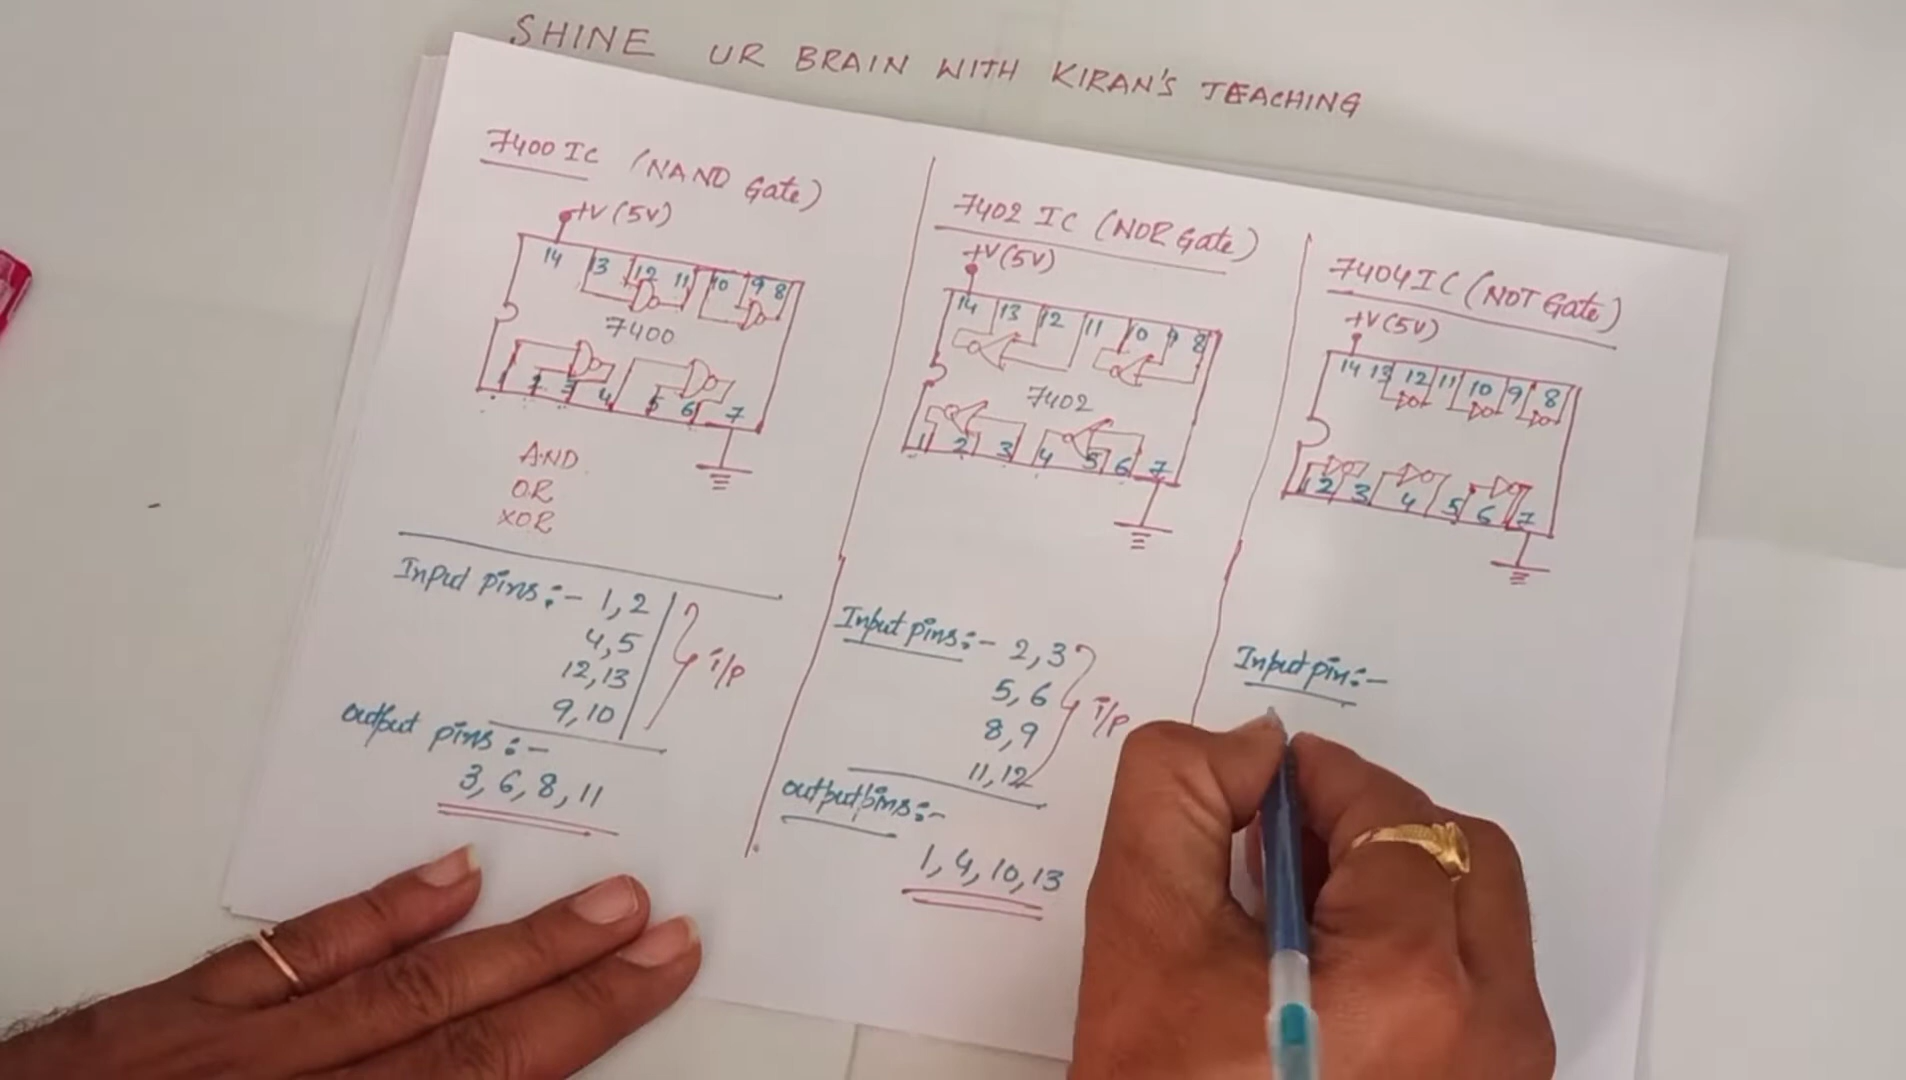 SHINE UR BRAIN WITH KIRAN'S TEACHING
7400 IC (NAND Gate)
+V (5V)
14 13 12 11 10 9 8
7400
1 2 3 4 5 6 7
AND
OR
XOR
Input pins :- 1, 2
4, 5
12, 13
9, 10
i/p
output pins :-
3, 6, 8, 11
7402 IC (NOR Gate)
+V (5V)
14 13 12 11 10 9 8
7402
1 2 3 4 5 6 7
Input pins :- 2, 3
5, 6
8, 9
11, 12
i/p
output pins :-
1, 4, 10, 13
7404 IC (NOT Gate)
+V (5V)
14 13 12 11 10 9 8
1 2 3 4 5 6 7
Input pin :-